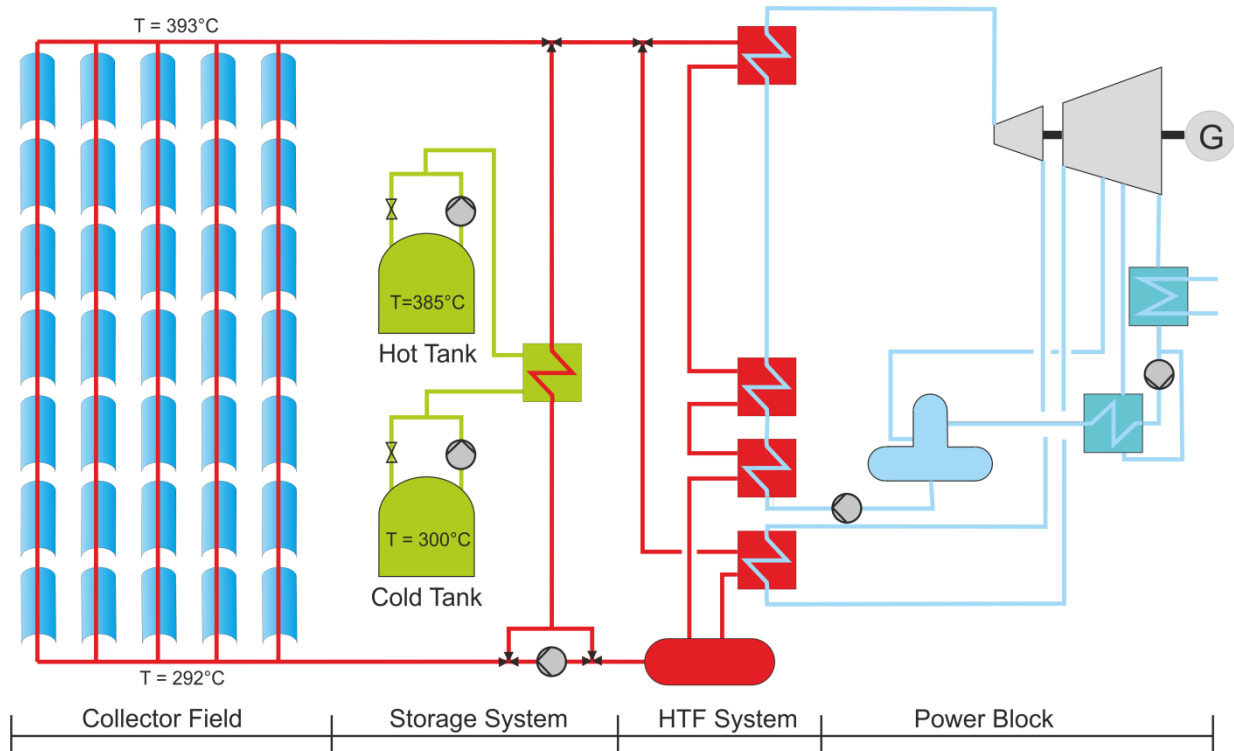 T = 393°C
G
T=385°C
Hot Tank
T = 300°C
Cold Tank
T = 292°C
Collector Field
Storage System
HTF System
Power Block